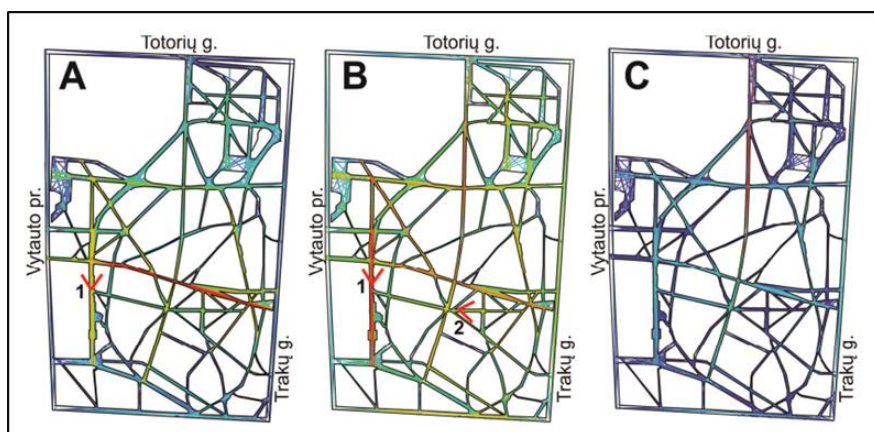 Totorių g.
Totorių g.
Totorių g.
A
B
C
Vytauto pr.
Vytauto pr.
Vytauto pr.
1
1
2
Trakų g.
Trakų g.
Trakų g.